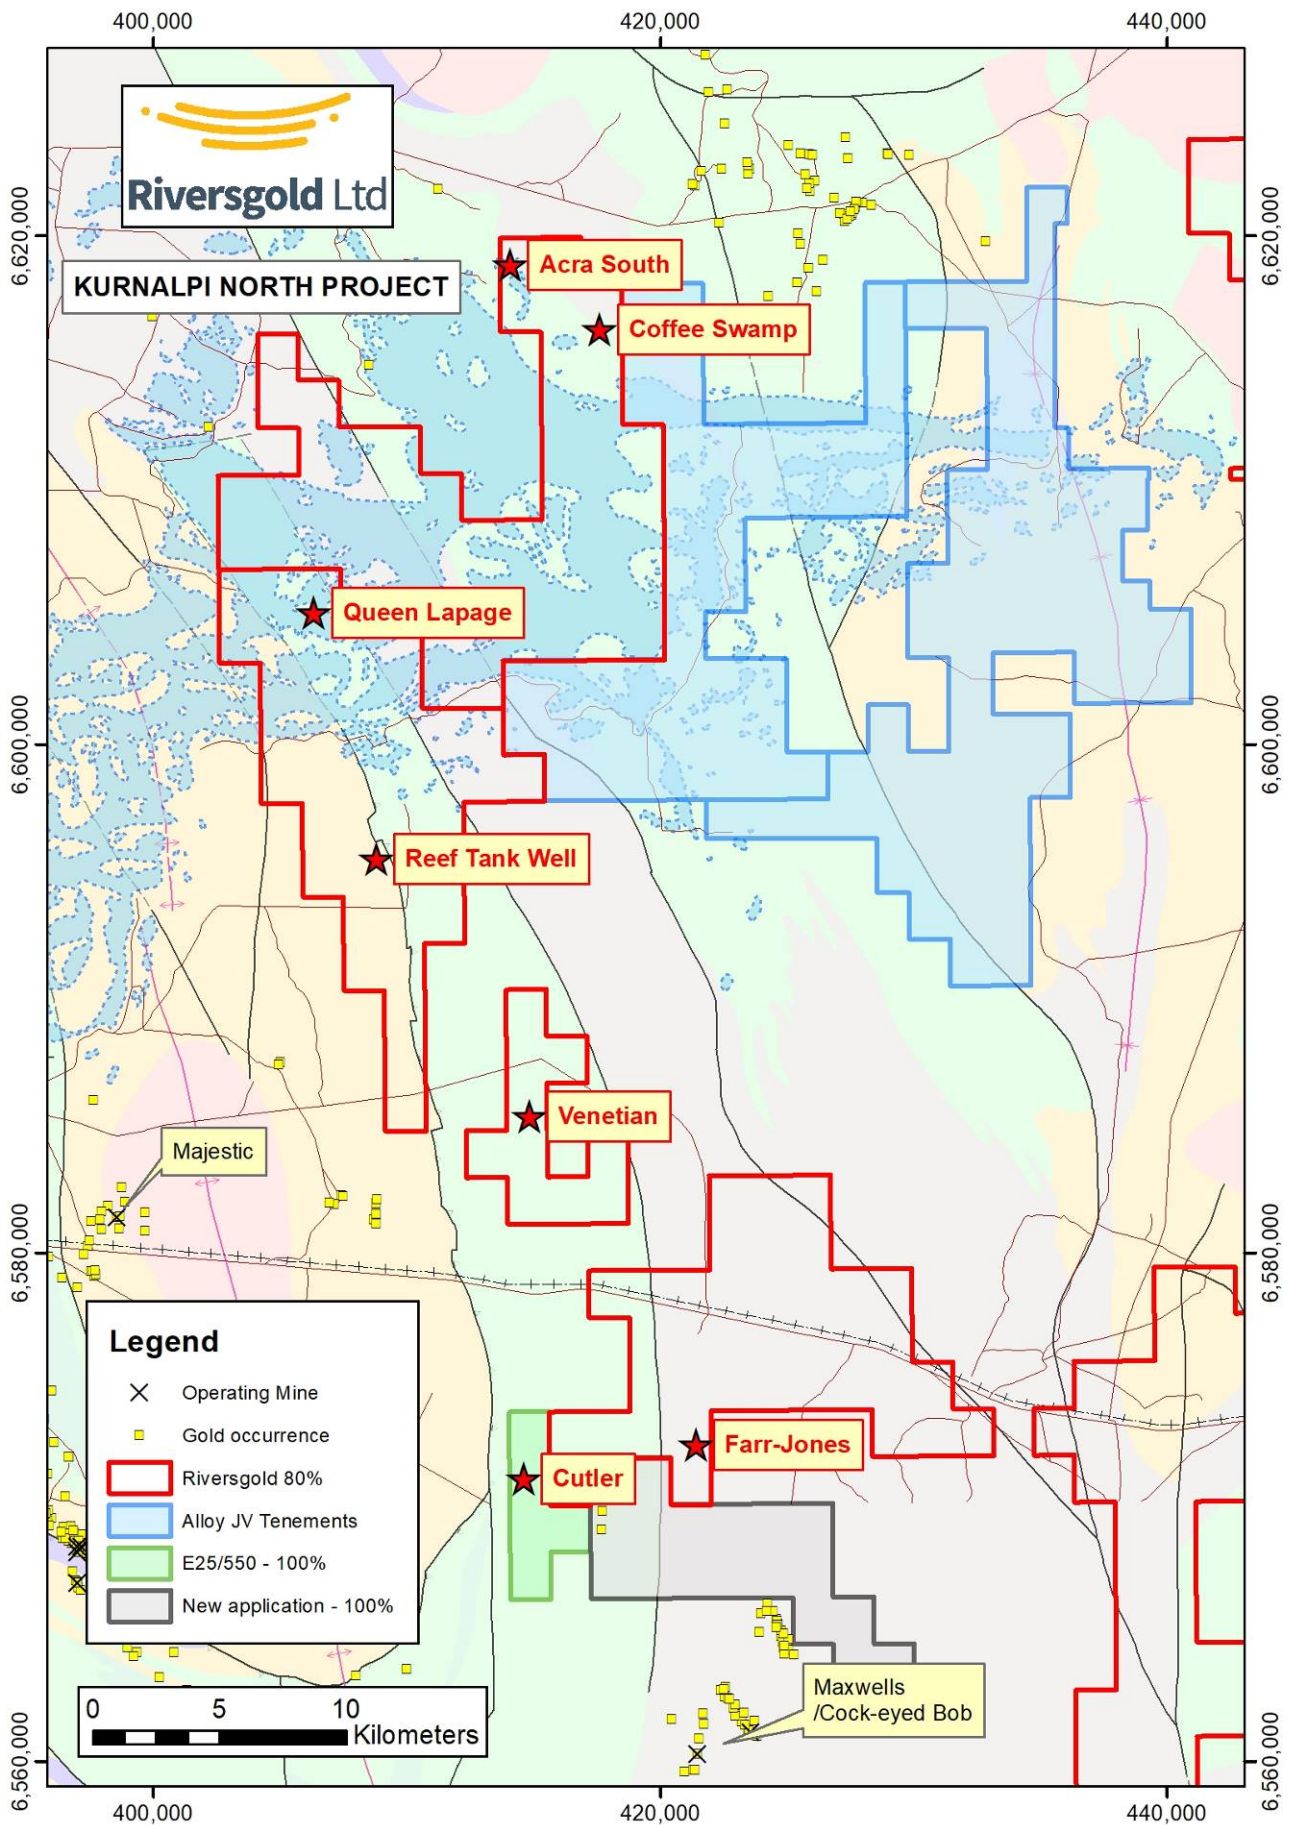 400,000
420,000
440,000
Riversgold Ltd
6,620,000
6,620,000
Acra South
KURNALPI NORTH PROJECT
Coffee Swamp
Queen Lapage
6,600,000
6,600,000
Reef Tank Well
Venetian
Majestic
6,580,000
6,580,000
Legend
Operating Mine
Gold occurrence
Riversgold 80%
Alloy JV Tenements
E25/550 - 100%
New application - 100%
Farr-Jones
Cutler
Maxwells
/Cock-eyed Bob
0
5
10
Kilometers
6,560,000
6,560,000
400,000
420,000
440,000